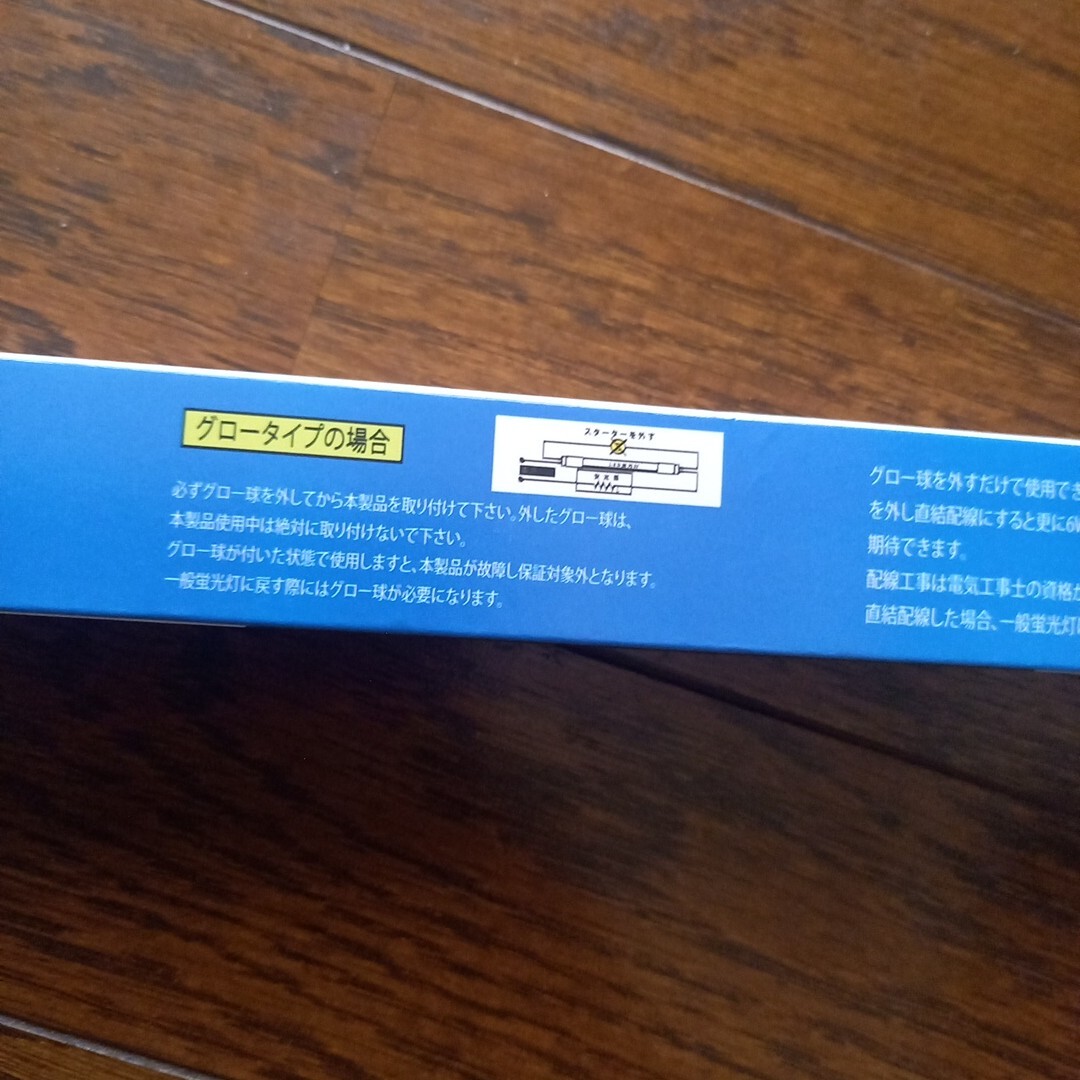 グロータイプの場合
必ずグロー球を外してから本製品を取り付けて下さい。外したグロー球は、
本製品使用中は絶対に取り付けないで下さい。
グロー球が付いた状態で使用しますと、本製品が故障し保証対象外となります。
一般蛍光灯に戻す際にはグロー球が必要になります。
スターターを外す
安定器
グロー球を外すだけで使用でき
を外し直結配線にすると更に6W
期待できます。
配線工事は電気工事士の資格が
直結配線した場合、一般蛍光灯